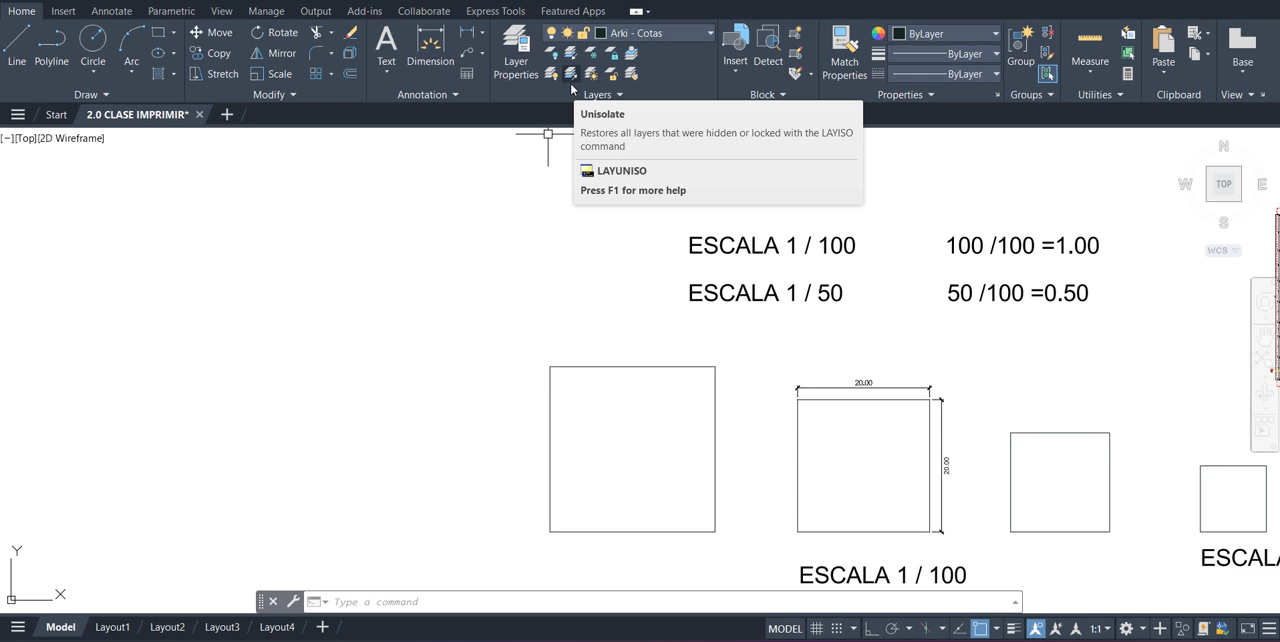 Home Insert Annotate Parametric View Manage Output Add-ins Collaborate Express Tools Featured Apps
Line Polyline Circle Arc
Move Rotate
Copy Mirror
Stretch Scale
Text Dimension
Layer Properties
Arki - Cotas
Insert Detect
Match Properties
ByLayer
ByLayer
ByLayer
Group Measure Paste Base
Draw Modify Annotation Layers Block Properties Groups Utilities Clipboard View
Start 2.0 CLASE IMPRIMIR*
[−][Top][2D Wireframe]
Unisolate
Restores all layers that were hidden or locked with the LAYISO
command
LAYUNISO
Press F1 for more help
N
W TOP E
S
WCS
ESCALA 1 / 100 100 /100 =1.00
ESCALA 1 / 50 50 /100 =0.50
20.00
20.00
ESCALA 1 / 100
ESCALA
Y
X
Type a command
Model Layout1 Layout2 Layout3 Layout4
MODEL 1:1